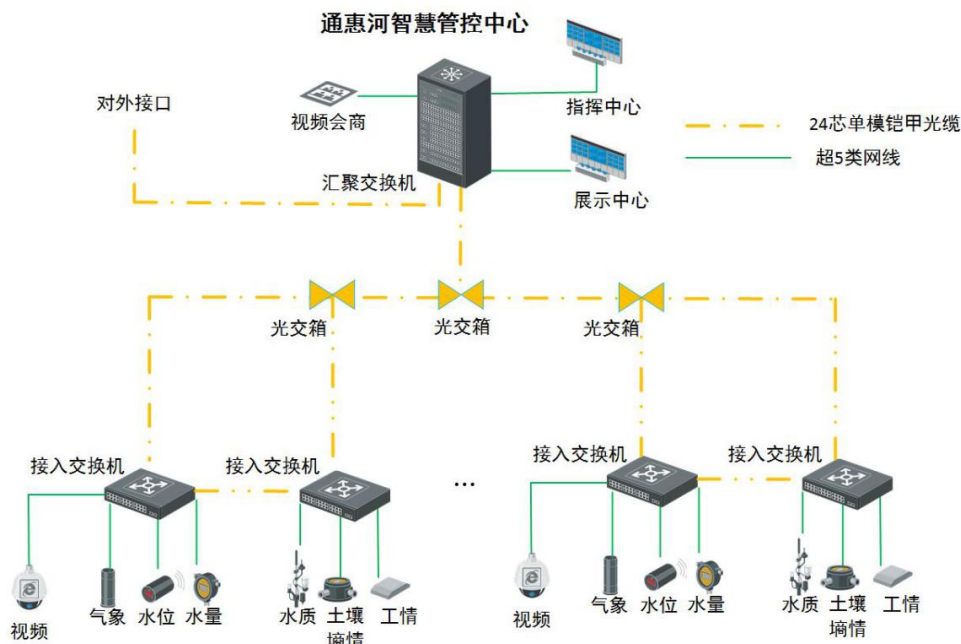 通惠河智慧管控中心
对外接口
视频会商
指挥中心
24芯单模铠甲光缆
超5类网线
汇聚交换机
展示中心
光交箱
光交箱
光交箱
接入交换机
接入交换机
...
接入交换机
接入交换机
视频
气象
水位
水量
水质
土壤
墒情
工情
视频
气象
水位
水量
水质
土壤
墒情
工情